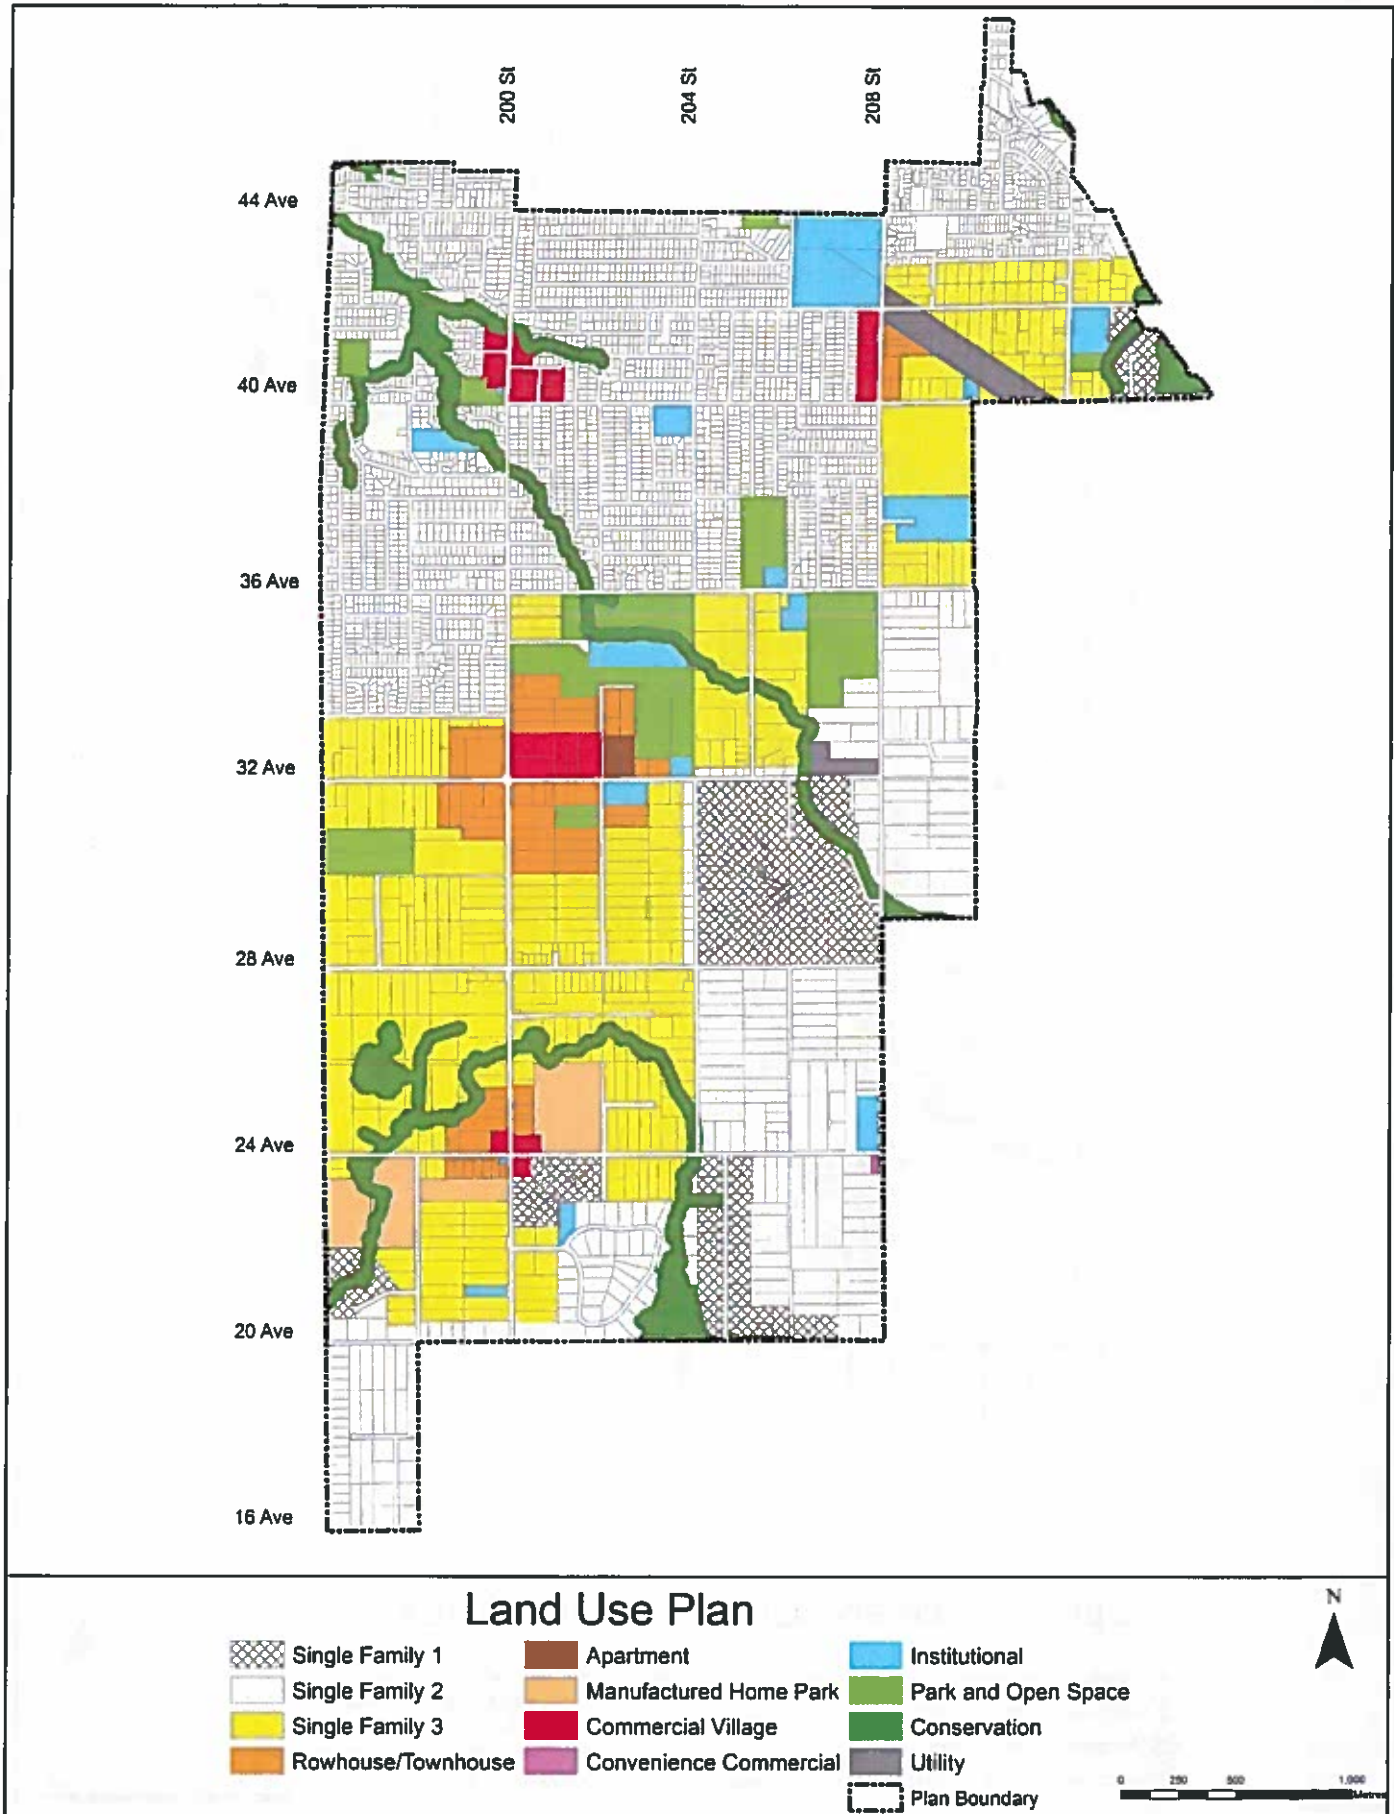 200 St
204 St
208 St
44 Ave
40 Ave
36 Ave
32 Ave
28 Ave
24 Ave
20 Ave
16 Ave
Land Use Plan
N
Single Family 1
Apartment
Institutional
Single Family 2
Manufactured Home Park
Park and Open Space
Single Family 3
Commercial Village
Conservation
Rowhouse/Townhouse
Convenience Commercial
Utility
Plan Boundary
0 250 500 1,000
Metres